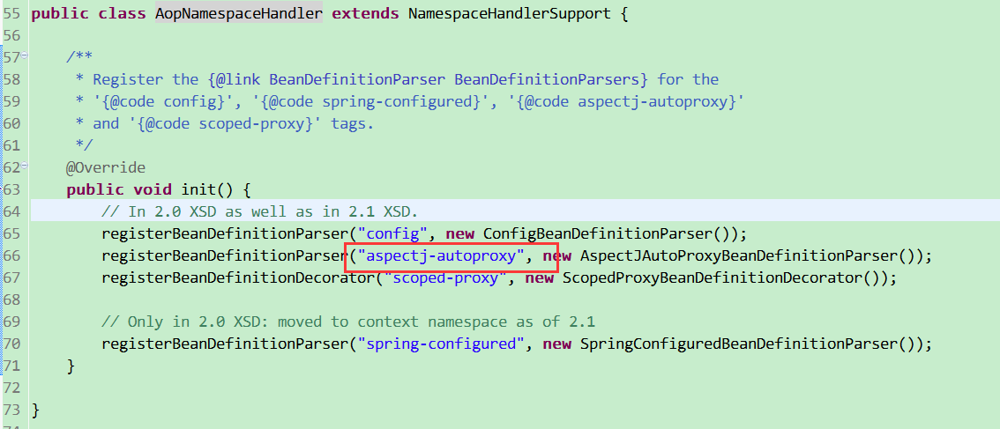 55 public class AopNamespaceHandler extends NamespaceHandlerSupport {
56
57 /**
58 * Register the {@link BeanDefinitionParser BeanDefinitionParsers} for the
59 * '{@code config}', '{@code spring-configured}', '{@code aspectj-autoproxy}'
60 * and '{@code scoped-proxy}' tags.
61 */
62 @Override
63 public void init() {
64 // In 2.0 XSD as well as in 2.1 XSD.
65 registerBeanDefinitionParser("config", new ConfigBeanDefinitionParser());
66 registerBeanDefinitionParser("aspectj-autoproxy", new AspectJAutoProxyBeanDefinitionParser());
67 registerBeanDefinitionDecorator("scoped-proxy", new ScopedProxyBeanDefinitionDecorator());
68
69 // Only in 2.0 XSD: moved to context namespace as of 2.1
70 registerBeanDefinitionParser("spring-configured", new SpringConfiguredBeanDefinitionParser());
71 }
72
73 }